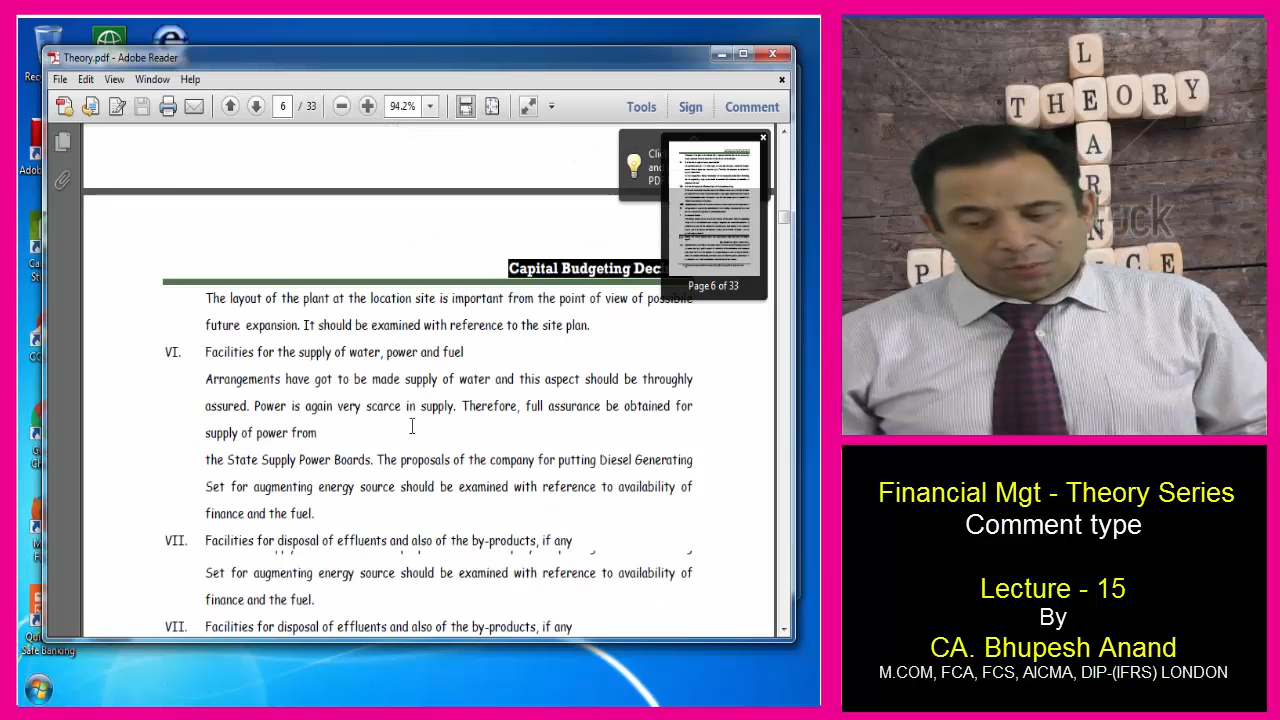 Theory.pdf - Adobe Reader
File Edit View Window Help
6 / 33
94.2%
Tools Sign Comment
Clic
and
PD
Page 6 of 33
Capital Budgeting Deci
The layout of the plant at the location site is important from the point of view of possibile
future expansion. It should be examined with reference to the site plan.
VI. Facilities for the supply of water, power and fuel
Arrangements have got to be made supply of water and this aspect should be throughly
assured. Power is again very scarce in supply. Therefore, full assurance be obtained for
supply of power from
the State Supply Power Boards. The proposals of the company for putting Diesel Generating
Set for augmenting energy source should be examined with reference to availability of
finance and the fuel.
VII. Facilities for disposal of effluents and also of the by-products, if any
Set for augmenting energy source should be examined with reference to availability of
finance and the fuel.
VII. Facilities for disposal of effluents and also of the by-products, if any
Safe Banking
THEORY
LEARN
Financial Mgt - Theory Series
Comment type
Lecture - 15
By
CA. Bhupesh Anand
M.COM, FCA, FCS, AICMA, DIP-(IFRS) LONDON